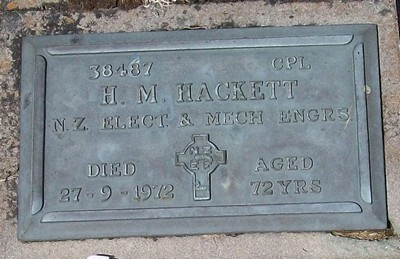 38487 CPL
H. M. HACKETT
N.Z. ELECT. & MECH ENGRS
DIED AGED
27-9-1972 72 YRS